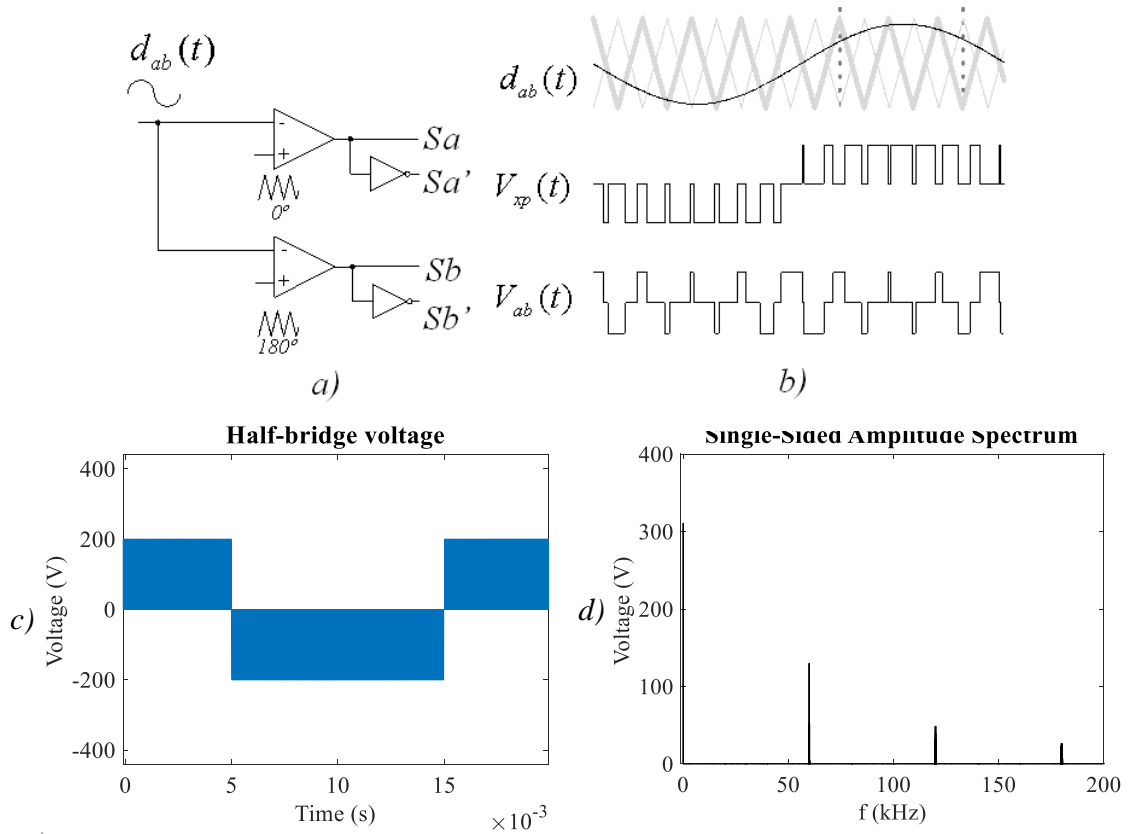 d_ab(t)
-
+
0º
Sa
Sa'
-
+
180º
Sb
Sb'
a)
d_ab(t)
V_xp(t)
V_ab(t)
b)
Half-bridge voltage
400
200
0
-200
-400
Voltage (V)
0
5
10
15
Time (s)
×10^-3
c)
Single-Sided Amplitude Spectrum
400
300
200
100
0
Voltage (V)
0
50
100
150
200
f (kHz)
d)